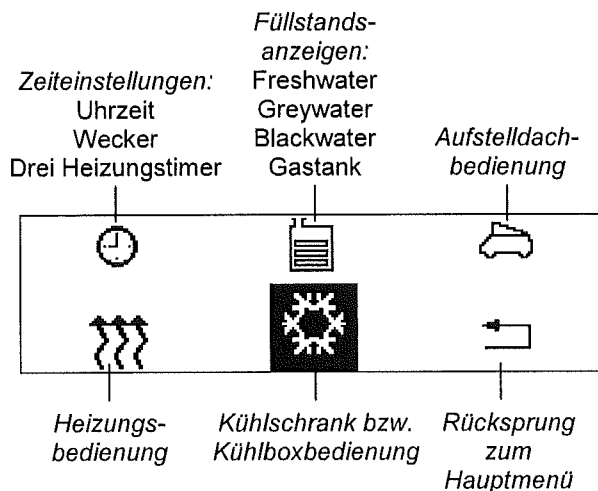 Zeiteinstellungen:
Uhrzeit
Wecker
Drei Heizungstimer
Füllstands-
anzeigen:
Freshwater
Greywater
Blackwater
Gastank
Aufstelldach-
bedienung
Heizungs-
bedienung
Kühlschrank bzw.
Kühlboxbedienung
Rücksprung
zum
Hauptmenü